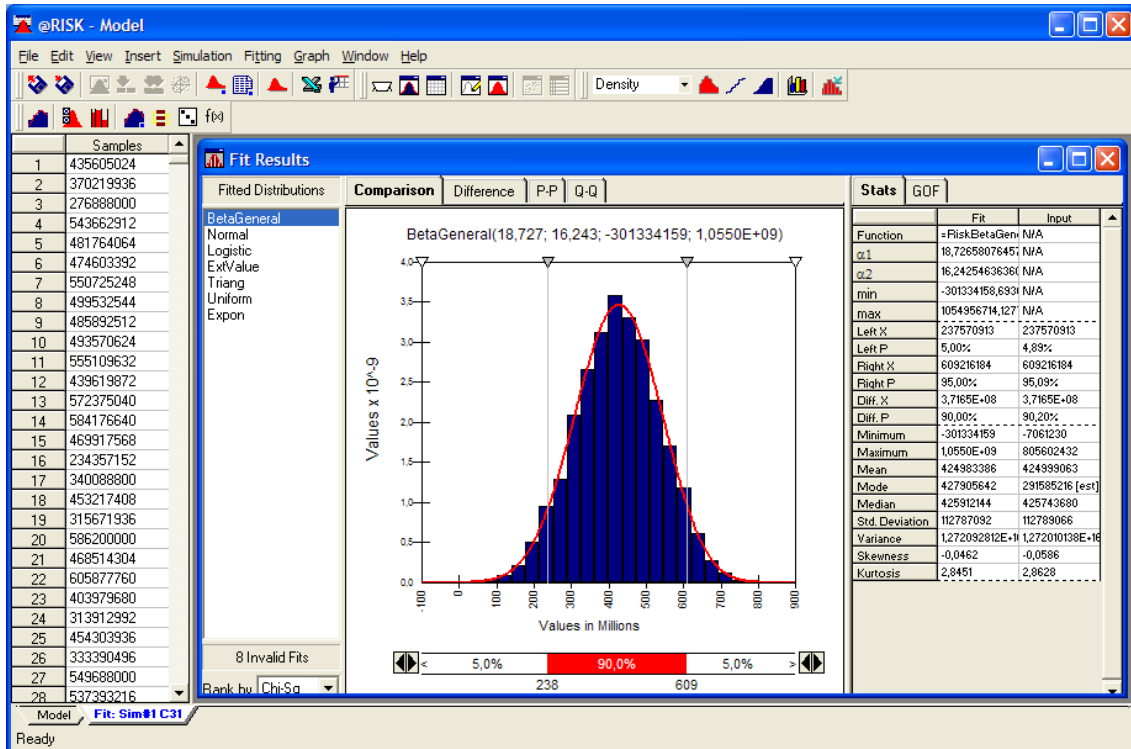 @RISK - Model
File Edit View Insert Simulation Fitting Graph Window Help
Density
f(x)
Samples
1 435605024
2 370219936
3 276888000
4 543662912
5 481764064
6 474603392
7 550725248
8 499532544
9 485892512
10 493570624
11 555109632
12 439619872
13 572375040
14 584176640
15 469917568
16 234357152
17 340088800
18 453217408
19 315671936
20 586200000
21 468514304
22 605877760
23 403979680
24 313912992
25 454303936
26 333390496
27 549688000
28 537393216
Fit Results
Fitted Distributions
BetaGeneral
Normal
Logistic
ExtValue
Triang
Uniform
Expon
8 Invalid Fits
Rank by Chi-Sq
Comparison Difference P-P Q-Q
BetaGeneral(18,727; 16,243; -301334159; 1,0550E+09)
Values x 10^-9
4,0
3,5
3,0
2,5
2,0
1,5
1,0
0,5
0,0
-100 0 100 200 300 400 500 600 700 800 900
Values in Millions
< 5,0% 90,0% 5,0% >
238 609
Stats GOF
Fit Input
Function =RiskBetaGen N/A
α1 18,7265807645 N/A
α2 16,2425463636 N/A
min -301334158,693 N/A
max 1054956714,127 N/A
Left X 237570913 237570913
Left P 5,00% 4,89%
Right X 609216184 609216184
Right P 95,00% 95,09%
Diff. X 3,7165E+08 3,7165E+08
Diff. P 90,00% 90,20%
Minimum -301334159 -7061230
Maximum 1,0550E+09 805602432
Mean 424983386 424999063
Mode 427905642 291585216 [est]
Median 425912144 425743680
Std. Deviation 112787092 112789066
Variance 1,272092812E+1 1,272010138E+16
Skewness -0,0462 -0,0586
Kurtosis 2,8451 2,8628
Model Fit: Sim#1 C31
Ready